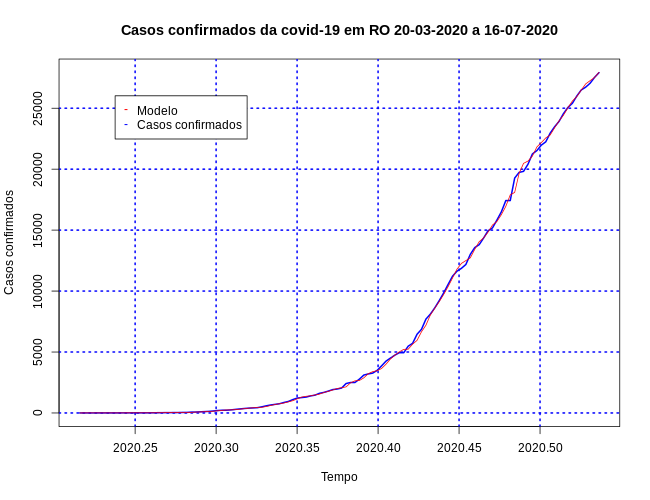 Casos confirmados da covid-19 em RO 20-03-2020 a 16-07-2020
Modelo
Casos confirmados
Casos confirmados
25000
20000
15000
10000
5000
0
2020.25 2020.30 2020.35 2020.40 2020.45 2020.50
Tempo